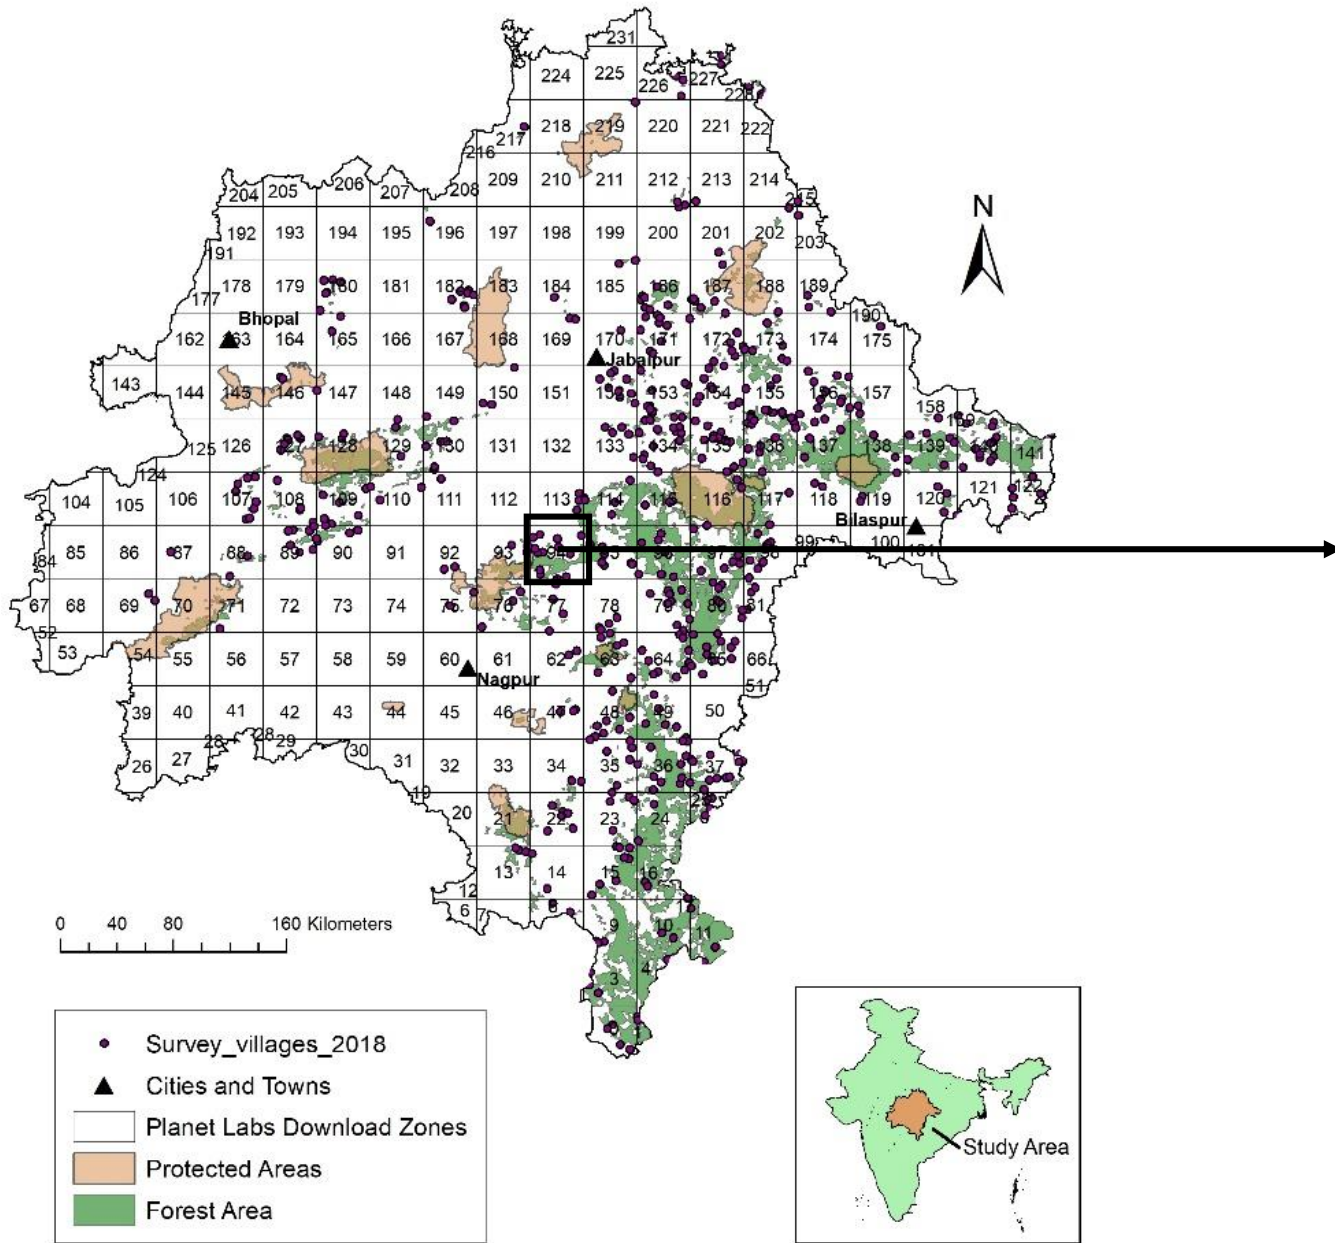 231
224 225 226 227 228
217 218 219 220 221 222
216
204 205 206 207 208 209 210 211 212 213 214 215
191 192 193 194 195 196 197 198 199 200 201 202 203
177 178 179 180 181 182 183 184 185 186 187 188 189
190
Bhopal
162 163 164 165 166 167 168 169 170 171 172 173 174 175
Jabalpur
143 144 145 146 147 148 149 150 151 152 153 154 155 156 157 158
159
125 126 127 128 129 130 131 132 133 134 135 136 137 138 139 140 141
124
104 105 106 107 108 109 110 111 112 113 114 115 116 117 118 119 120 121 122
Bilaspur
84 85 86 87 88 89 90 91 92 93 94 95 96 97 98 99 100 101
67 68 69 70 71 72 73 74 75 76 77 78 79 80 81
52
53 54 55 56 57 58 59 60 61 62 63 64 65 66
Nagpur
51
39 40 41 42 43 44 45 46 47 48 49 50
28 28
26 27 29 30 31 32 33 34 35 36 37
19
20 21 22 23 24 25
12 13 14 15 16
6 7 8 9 10 11
3 4
N
0 40 80 160 Kilometers
Survey_villages_2018
Cities and Towns
Planet Labs Download Zones
Protected Areas
Forest Area
Study Area